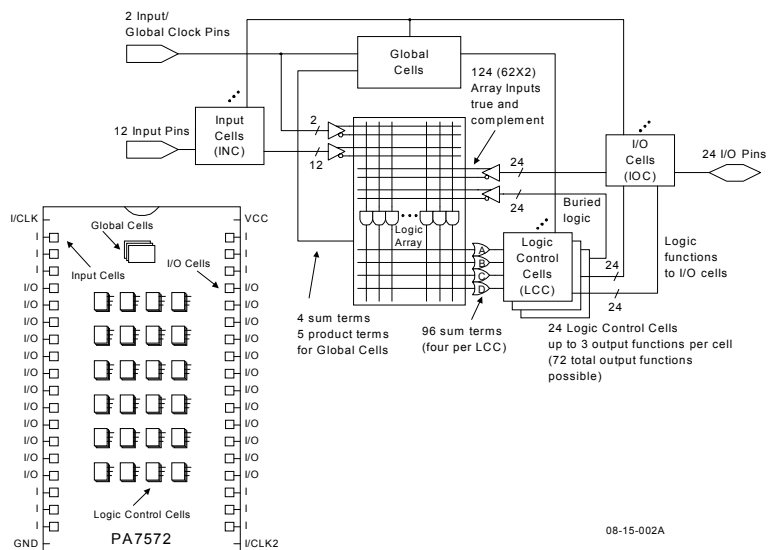 2 Input/
Global Clock Pins
12 Input Pins
Input
Cells
(INC)
Global
Cells
2
12
124 (62X2)
Array Inputs
true and
complement
24
24
Buried
logic
I/O
Cells
(IOC)
24 I/O Pins
Logic
Array
A
B
C
D
Logic
Control
Cells
(LCC)
24
24
Logic
functions
to I/O cells
4 sum terms
5 product terms
for Global Cells
96 sum terms
(four per LCC)
24 Logic Control Cells
up to 3 output functions per cell
(72 total output functions
possible)
I/CLK
I
I
I
I/O
I/O
I/O
I/O
I/O
I/O
I/O
I/O
I/O
I/O
I/O
I/O
I
I
I
GND
Global Cells
Input Cells
I/O Cells
Logic Control Cells
PA7572
VCC
I
I
I
I/O
I/O
I/O
I/O
I/O
I/O
I/O
I/O
I/O
I/O
I/O
I/O
I
I
I
I/CLK2
08-15-002A